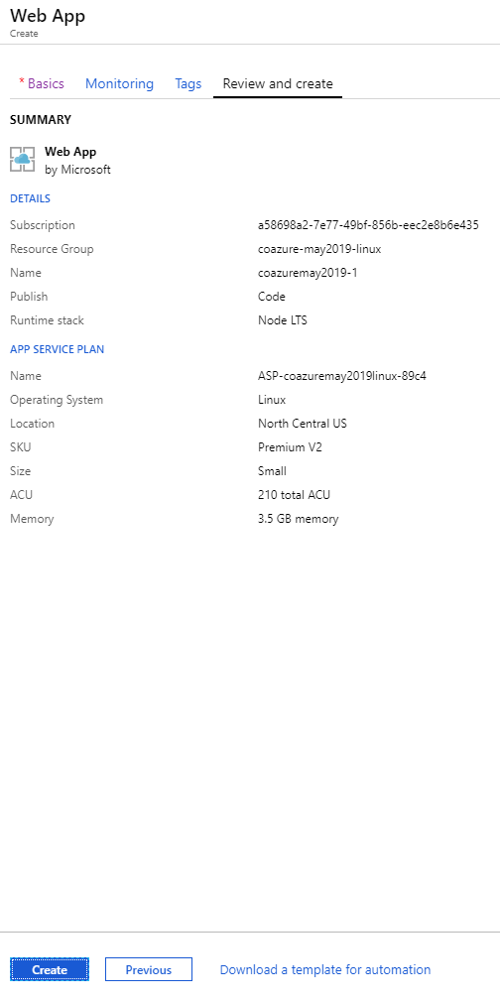 Web App
Create
* Basics Monitoring Tags Review and create
SUMMARY
Web App
by Microsoft
DETAILS
Subscription a58698a2-7e77-49bf-856b-eec2e8b6e435
Resource Group coazure-may2019-linux
Name coazuremay2019-1
Publish Code
Runtime stack Node LTS
APP SERVICE PLAN
Name ASP-coazuremay2019linux-89c4
Operating System Linux
Location North Central US
SKU Premium V2
Size Small
ACU 210 total ACU
Memory 3.5 GB memory
Create Previous Download a template for automation